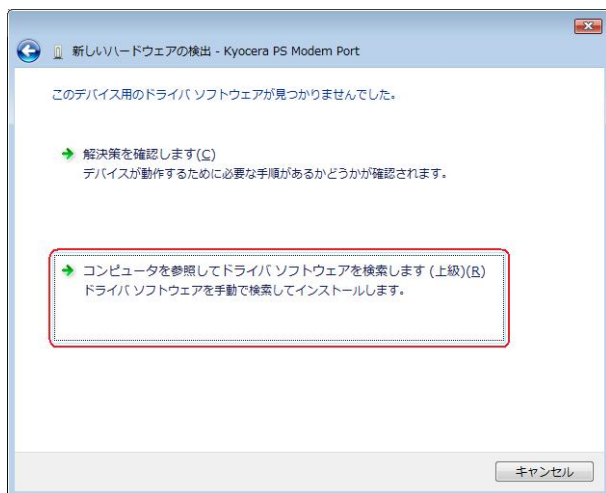 新しいハードウェアの検出 - Kyocera PS Modem Port
このデバイス用のドライバ ソフトウェアが見つかりませんでした。
解決策を確認します(C)
デバイスが動作するために必要な手順があるかどうかが確認されます。
コンピュータを参照してドライバ ソフトウェアを検索します (上級)(R)
ドライバ ソフトウェアを手動で検索してインストールします。
キャンセル